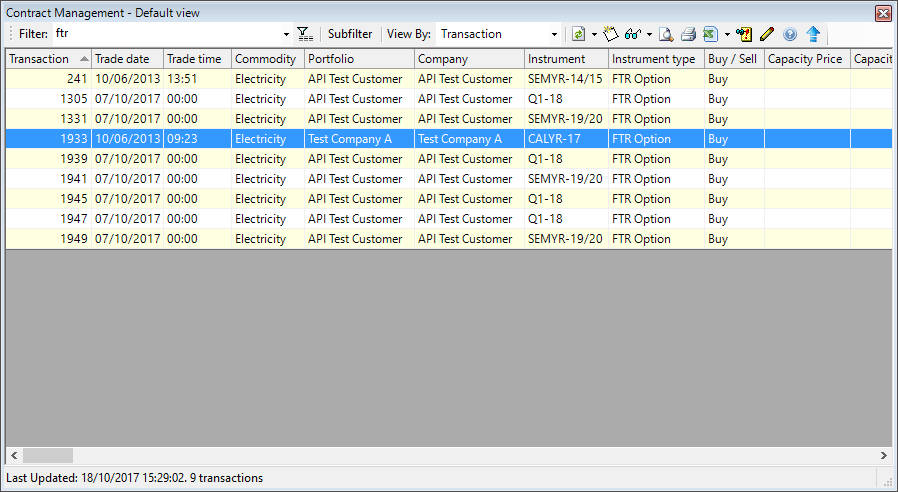 Contract Management - Default view
Filter: ftr Subfilter View By: Transaction
Transaction Trade date Trade time Commodity Portfolio Company Instrument Instrument type Buy / Sell Capacity Price Capacit
241 10/06/2013 13:51 Electricity API Test Customer API Test Customer SEMYR-14/15 FTR Option Buy
1305 07/10/2017 00:00 Electricity API Test Customer API Test Customer Q1-18 FTR Option Buy
1331 07/10/2017 00:00 Electricity API Test Customer API Test Customer SEMYR-19/20 FTR Option Buy
1933 10/06/2013 09:23 Electricity Test Company A Test Company A CALYR-17 FTR Option Buy
1939 07/10/2017 00:00 Electricity API Test Customer API Test Customer Q1-18 FTR Option Buy
1941 07/10/2017 00:00 Electricity API Test Customer API Test Customer SEMYR-19/20 FTR Option Buy
1945 07/10/2017 00:00 Electricity API Test Customer API Test Customer Q1-18 FTR Option Buy
1947 07/10/2017 00:00 Electricity API Test Customer API Test Customer Q1-18 FTR Option Buy
1949 07/10/2017 00:00 Electricity API Test Customer API Test Customer SEMYR-19/20 FTR Option Buy
Last Updated: 18/10/2017 15:29:02. 9 transactions